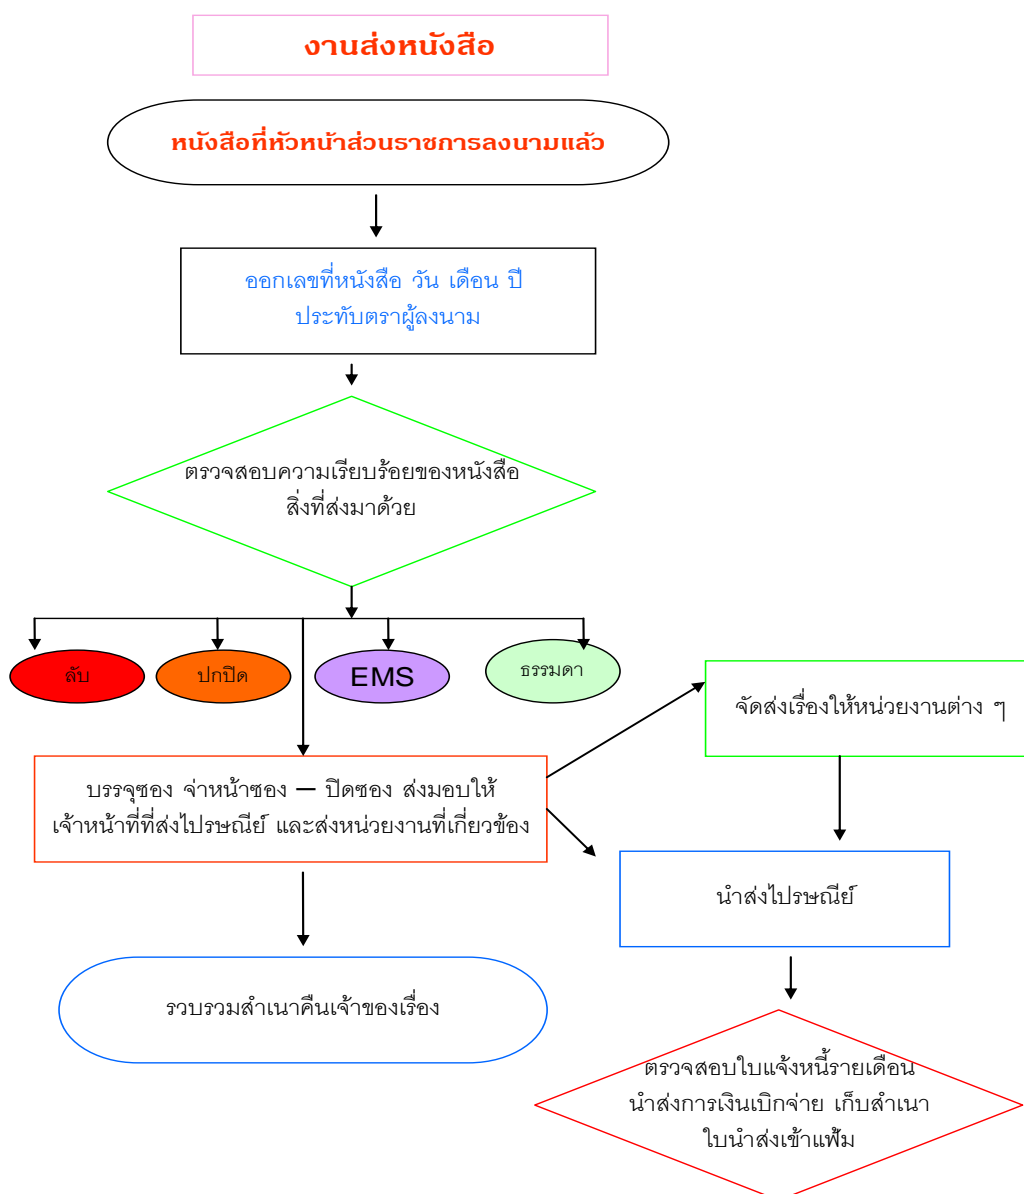 งานส่งหนังสือ
หนังสือที่หัวหน้าส่วนราชการลงนามแล้ว
ออกเลขที่หนังสือ วัน เดือน ปี
ประทับตราผู้ลงนาม
ตรวจสอบความเรียบร้อยของหนังสือ
สิ่งที่ส่งมาด้วย
ลับ
ปกปิด
EMS
ธรรมดา
จัดส่งเรื่องให้หน่วยงานต่าง ๆ
บรรจุซอง จ่าหน้าซอง – ปิดซอง ส่งมอบให้
เจ้าหน้าที่ที่ส่งไปรษณีย์ และส่งหน่วยงานที่เกี่ยวข้อง
นำส่งไปรษณีย์
รวบรวมสำเนาคืนเจ้าของเรื่อง
ตรวจสอบใบแจ้งหนี้รายเดือน
นำส่งการเงินเบิกจ่าย เก็บสำเนา
ใบนำส่งเข้าแฟ้ม